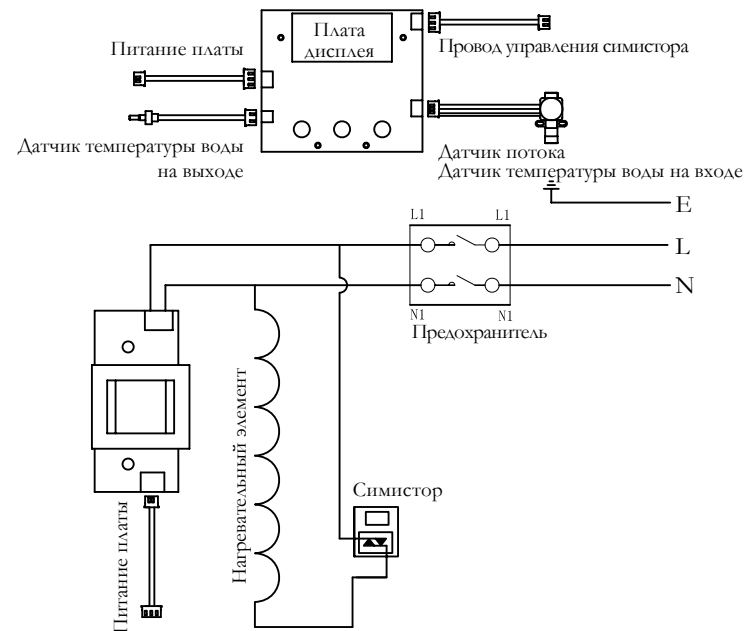 Плата
дисплея
Питание платы
Провод управления симистора
Датчик температуры воды
на выходе
Датчик потока
Датчик температуры воды на входе
E
L1 L1
L
N
N1 N1
Предохранитель
Нагревательный элемент
Симистор
Питание платы